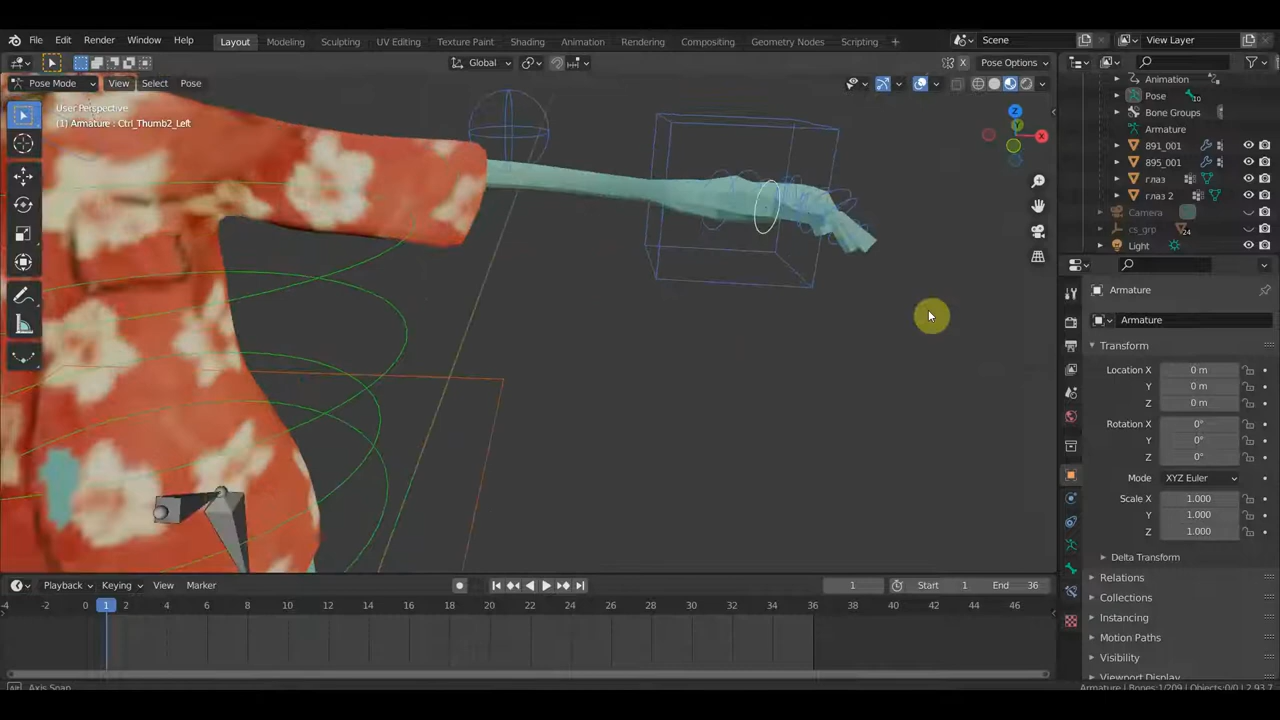 File Edit Render Window Help Layout Modeling Sculpting UV Editing Texture Paint Shading Animation Rendering Compositing Geometry Nodes Scripting + Scene View Layer
Global Pose Options
Pose Mode View Select Pose
User Perspective
(1) Armature : Ctrl_Thumb2_Left
Z
Y
X
Animation
Pose 10
Bone Groups
Armature
891_001
895_001
глаз
глаз 2
Camera
cs_grp 24
Light
Armature
Armature
Transform
Location X 0 m
Y 0 m
Z 0 m
Rotation X 0°
Y 0°
Z 0°
Mode XYZ Euler
Scale X 1.000
Y 1.000
Z 1.000
Delta Transform
Relations
Collections
Instancing
Motion Paths
Visibility
Viewport Display
Playback Keying View Marker 1 Start 1 End 36
-4 -2 0 1 2 4 6 8 10 12 14 16 18 20 22 24 26 28 30 32 34 36 38 40 42 44 46
Axis Snap
Armature | Bones:1/209 | Objects:0/0 | 2.93.7